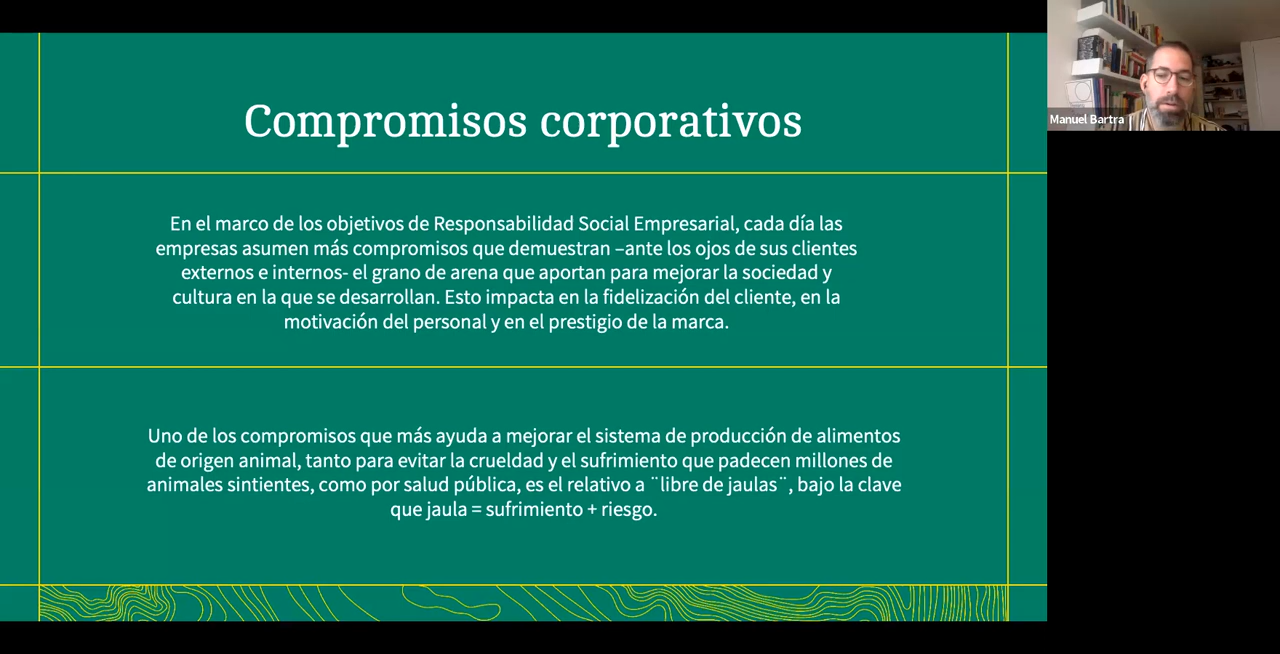 Compromisos corporativos
En el marco de los objetivos de Responsabilidad Social Empresarial, cada día las
empresas asumen más compromisos que demuestran –ante los ojos de sus clientes
externos e internos- el grano de arena que aportan para mejorar la sociedad y
cultura en la que se desarrollan. Esto impacta en la fidelización del cliente, en la
motivación del personal y en el prestigio de la marca.
Uno de los compromisos que más ayuda a mejorar el sistema de producción de alimentos
de origen animal, tanto para evitar la crueldad y el sufrimiento que padecen millones de
animales sintientes, como por salud pública, es el relativo a ¨libre de jaulas¨, bajo la clave
que jaula = sufrimiento + riesgo.
Manuel Bartra